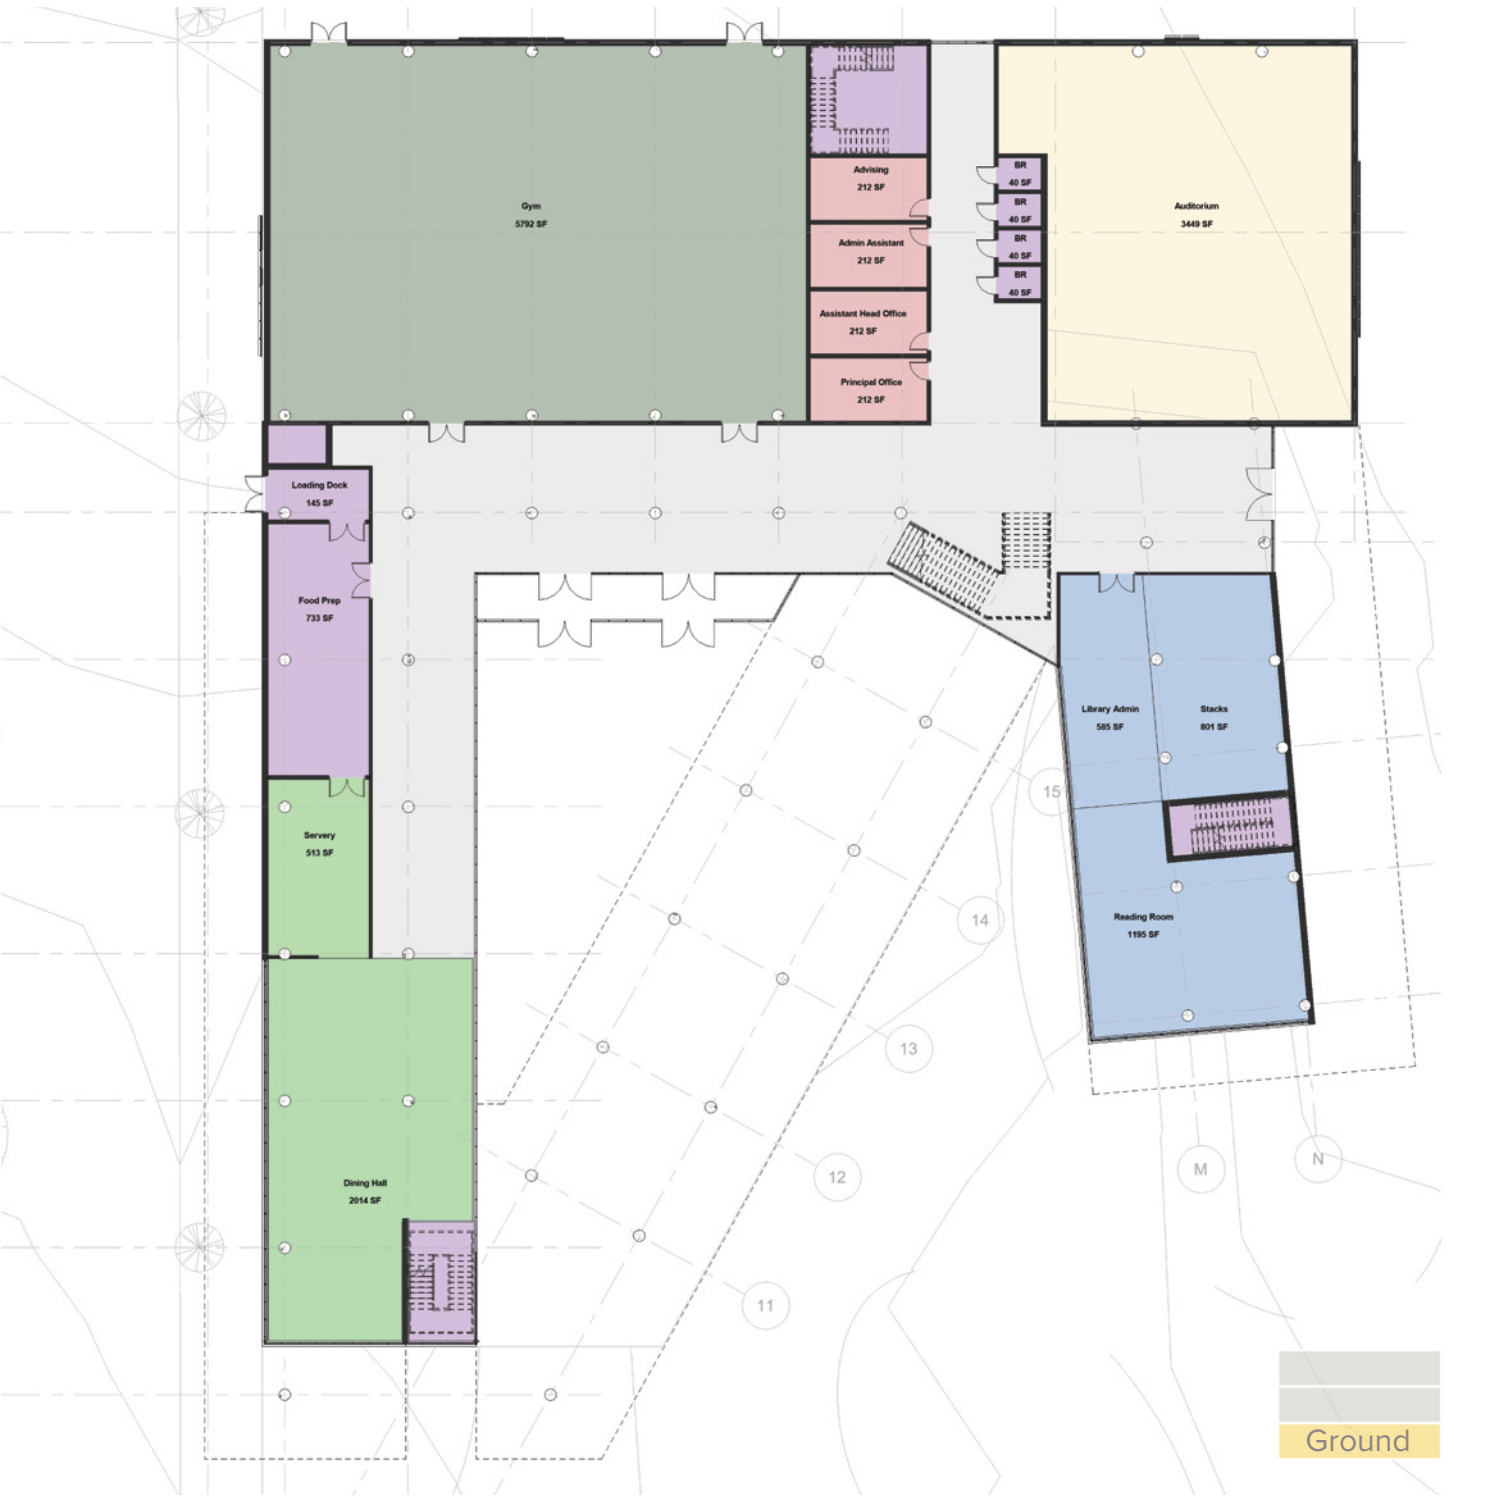 Gym
5792 SF
Advising
212 SF
Admin Assistant
212 SF
Assistant Head Office
212 SF
Principal Office
212 SF
BR
40 SF
BR
40 SF
BR
40 SF
BR
40 SF
Auditorium
3449 SF
Loading Dock
145 SF
Food Prep
733 SF
Servery
513 SF
Dining Hall
2014 SF
Library Admin
585 SF
Stacks
801 SF
Reading Room
1195 SF
15
14
13
12
11
M
N
Ground